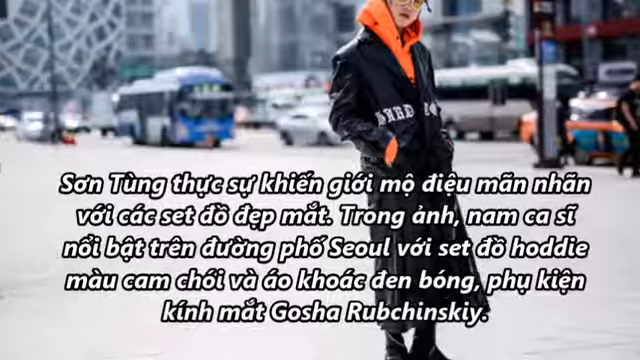 Sơn Tùng thực sự khiến giới mộ điệu mãn nhãn
với các set đồ đẹp mắt. Trong ảnh, nam ca sĩ
nổi bật trên đường phố Seoul với set đồ hoddie
màu cam chói và áo khoác đen bóng, phụ kiện
kính mắt Gosha Rubchinskiy.